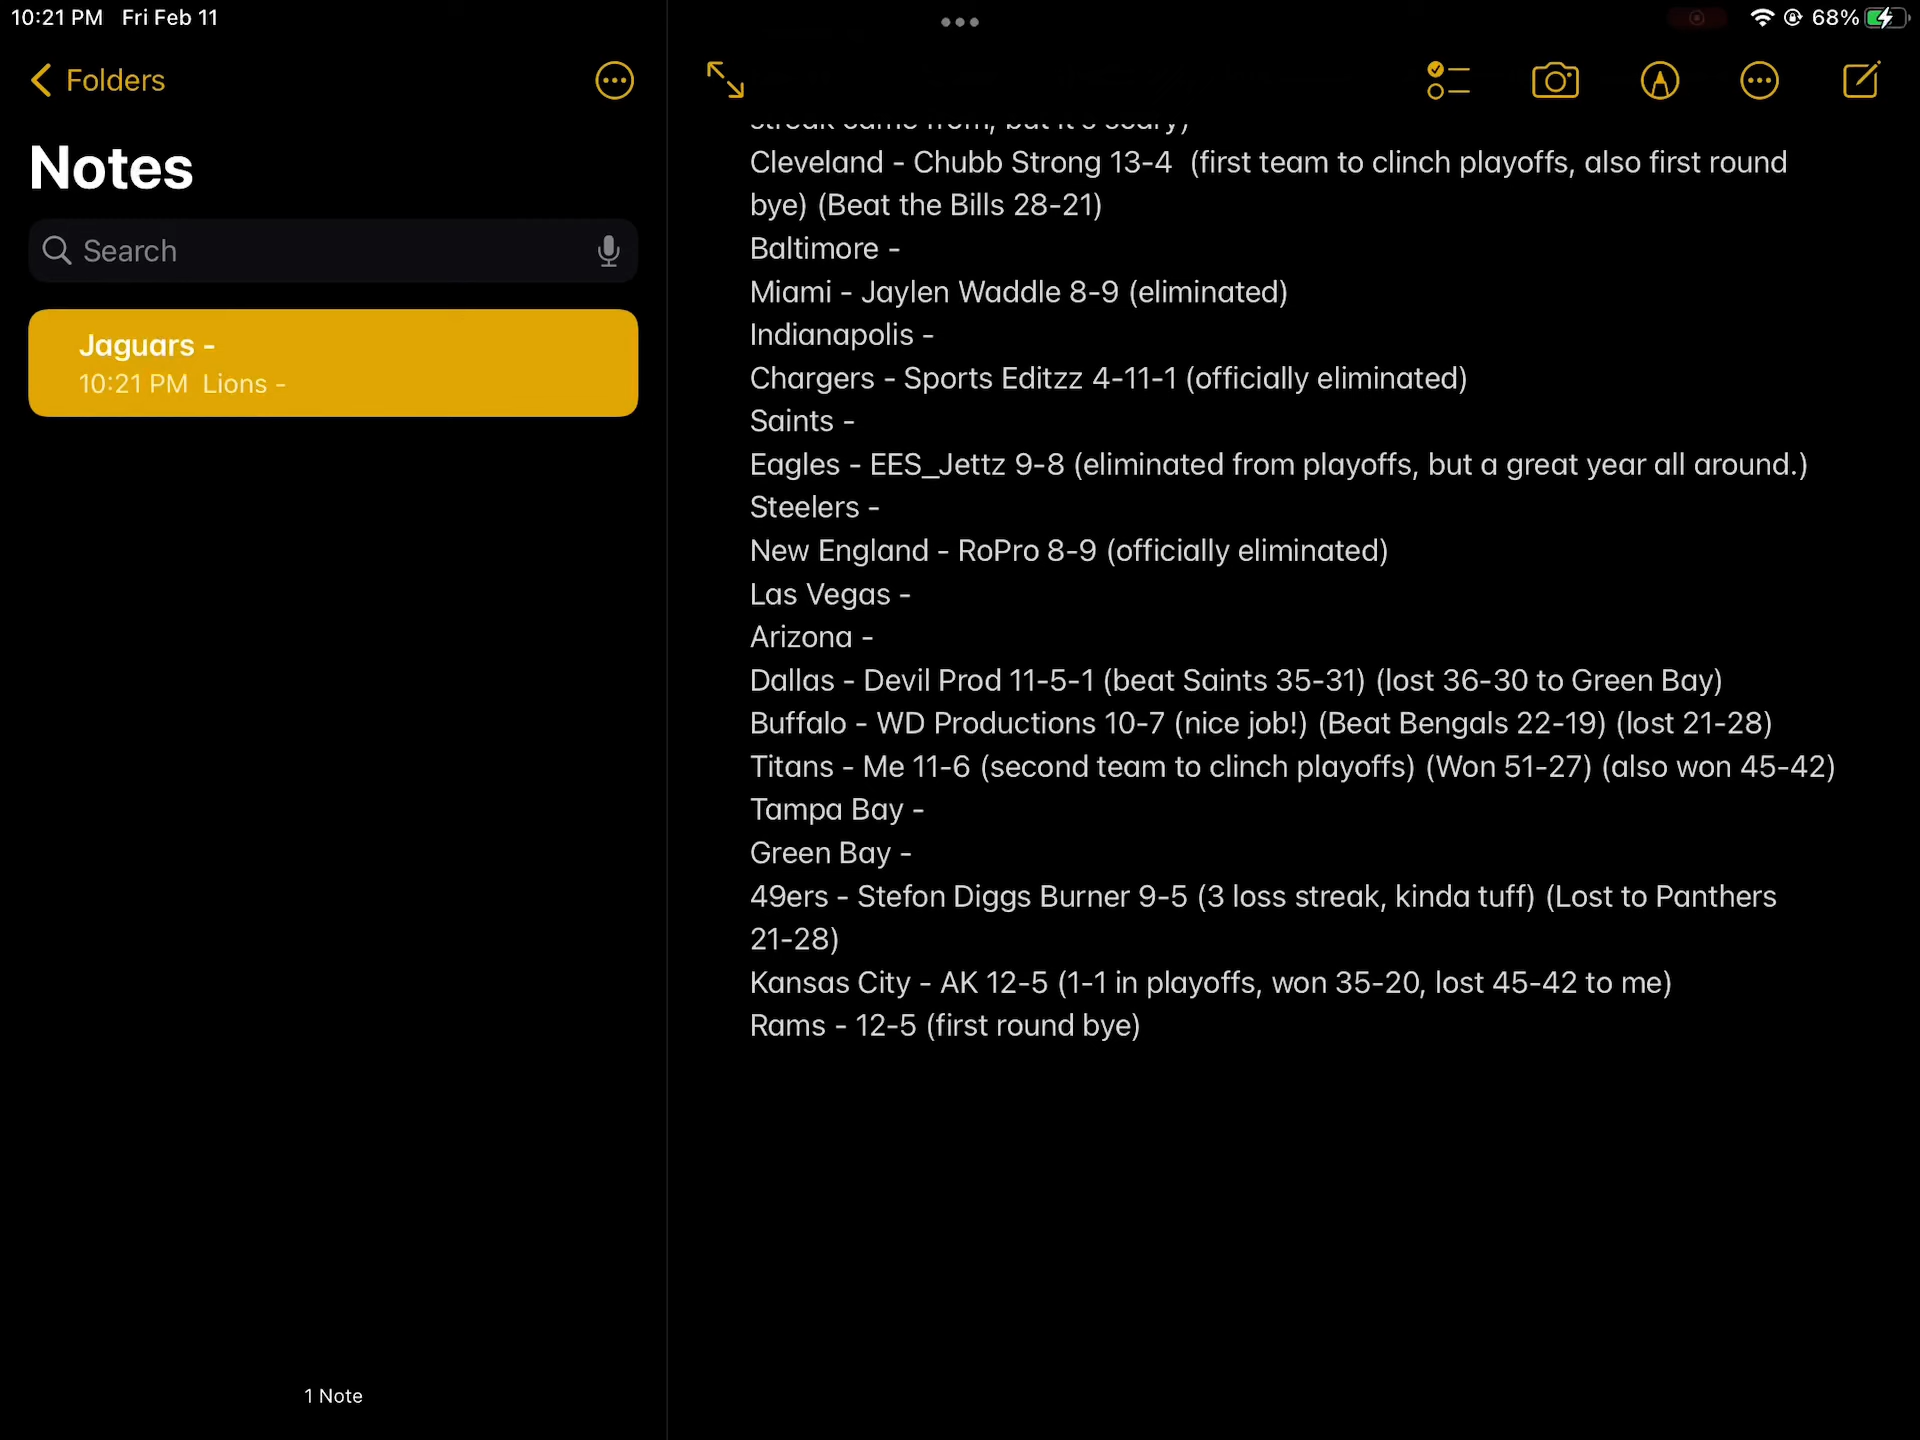 10:21 PM Fri Feb 11
68%
Folders
Notes
Search
Jaguars -
10:21 PM Lions -
1 Note
streak came from, but it's scary)
Cleveland - Chubb Strong 13-4  (first team to clinch playoffs, also first round
bye) (Beat the Bills 28-21)
Baltimore -
Miami - Jaylen Waddle 8-9 (eliminated)
Indianapolis -
Chargers - Sports Editzz 4-11-1 (officially eliminated)
Saints -
Eagles - EES_Jettz 9-8 (eliminated from playoffs, but a great year all around.)
Steelers -
New England - RoPro 8-9 (officially eliminated)
Las Vegas -
Arizona -
Dallas - Devil Prod 11-5-1 (beat Saints 35-31) (lost 36-30 to Green Bay)
Buffalo - WD Productions 10-7 (nice job!) (Beat Bengals 22-19) (lost 21-28)
Titans - Me 11-6 (second team to clinch playoffs) (Won 51-27) (also won 45-42)
Tampa Bay -
Green Bay -
49ers - Stefon Diggs Burner 9-5 (3 loss streak, kinda tuff) (Lost to Panthers
21-28)
Kansas City - AK 12-5 (1-1 in playoffs, won 35-20, lost 45-42 to me)
Rams - 12-5 (first round bye)